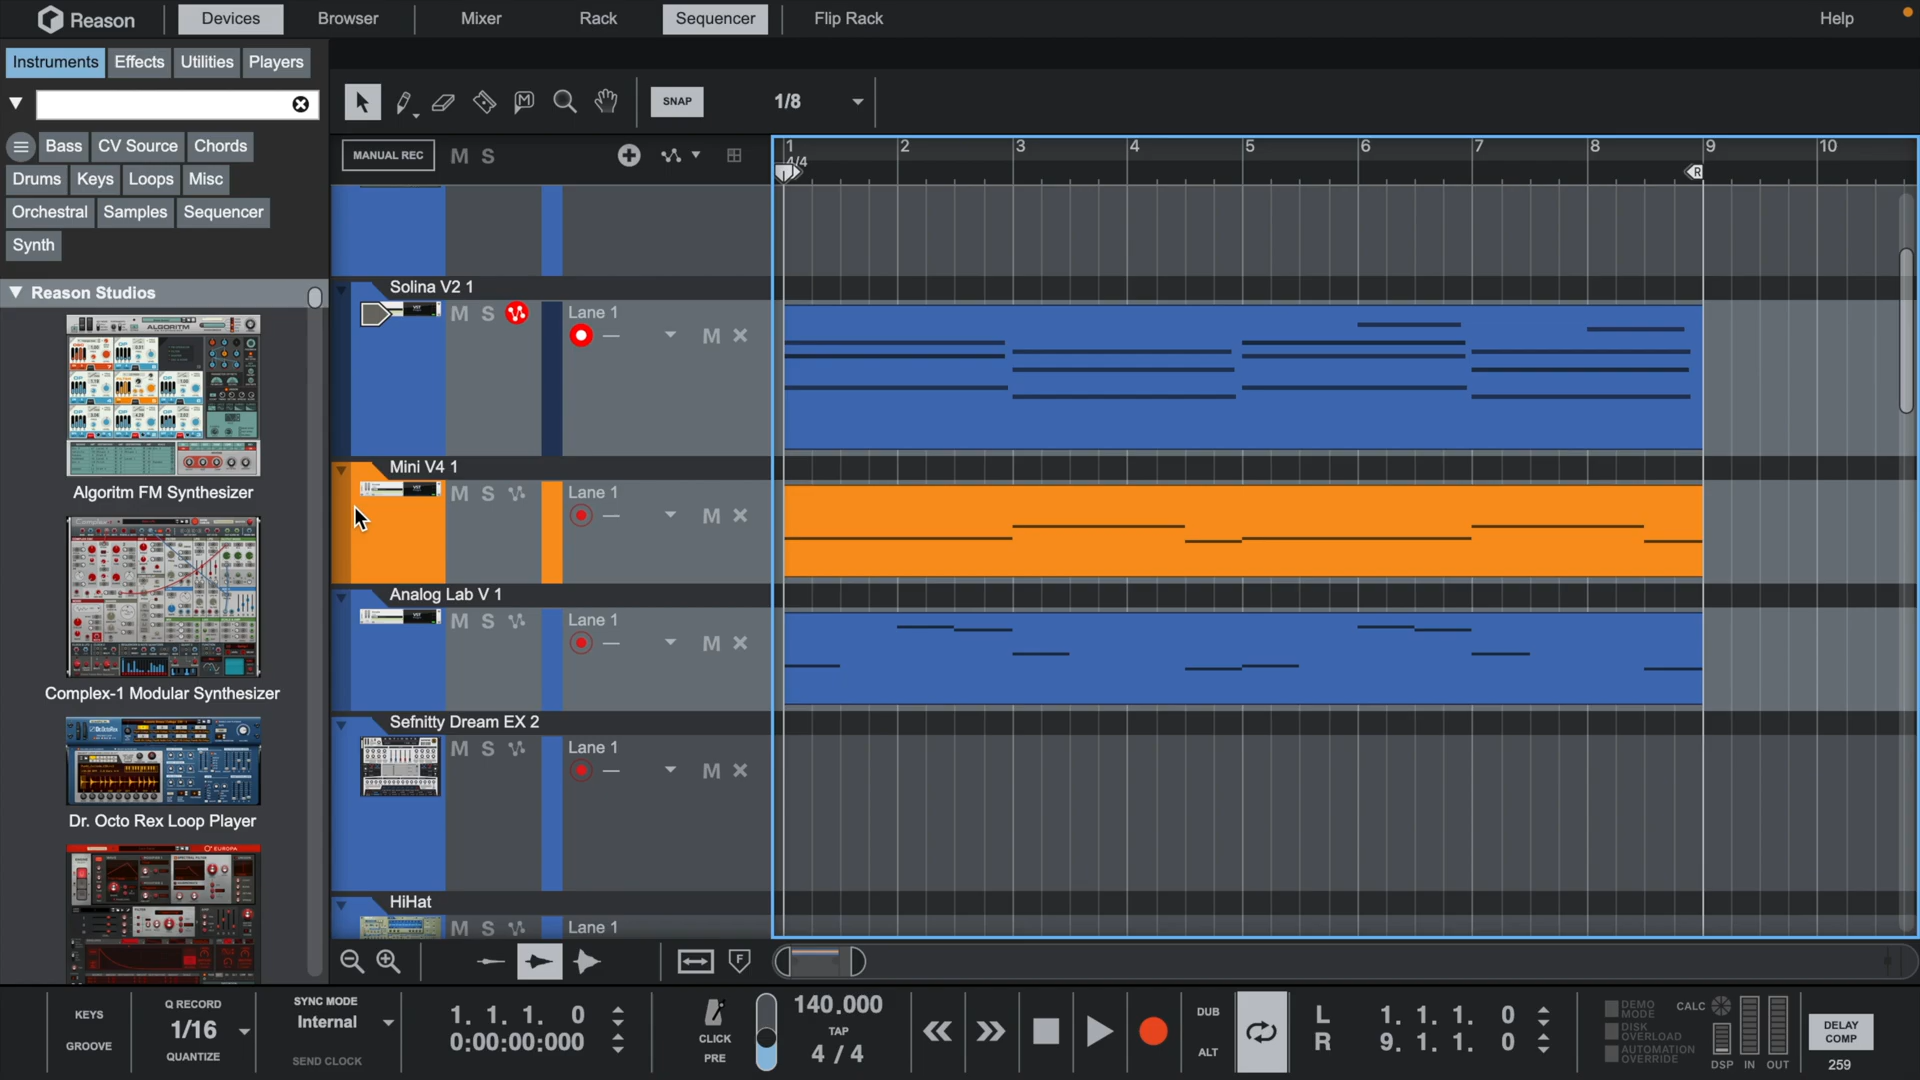 Reason
Devices
Browser
Mixer
Rack
Sequencer
Flip Rack
Help
Instruments
Effects
Utilities
Players
SNAP
1/8
Bass
CV Source
Chords
Drums
Keys
Loops
Misc
Orchestral
Samples
Sequencer
Synth
Reason Studios
ALGORITM
Algoritm FM Synthesizer
Complex-1 Modular Synthesizer
Dr. Octo Rex Loop Player
EUROPA
MANUAL REC
M S
1 2 3 4 5 6 7 8 9 10
4/4
R
Solina V2 1
M S
Lane 1
M
Mini V4 1
M S
Lane 1
M
Analog Lab V 1
M S
Lane 1
M
Sefnitty Dream EX 2
M S
Lane 1
M
HiHat
M S
Lane 1
F
KEYS
GROOVE
Q RECORD
1/16
QUANTIZE
SYNC MODE
Internal
SEND CLOCK
1. 1. 1. 0
0:00:00:000
CLICK
PRE
140.000
TAP
4 / 4
DUB
ALT
L 1. 1. 1. 0
R 9. 1. 1. 0
DEMO MODE
DISK OVERLOAD
AUTOMATION OVERRIDE
CALC
DSP IN OUT
DELAY COMP
259